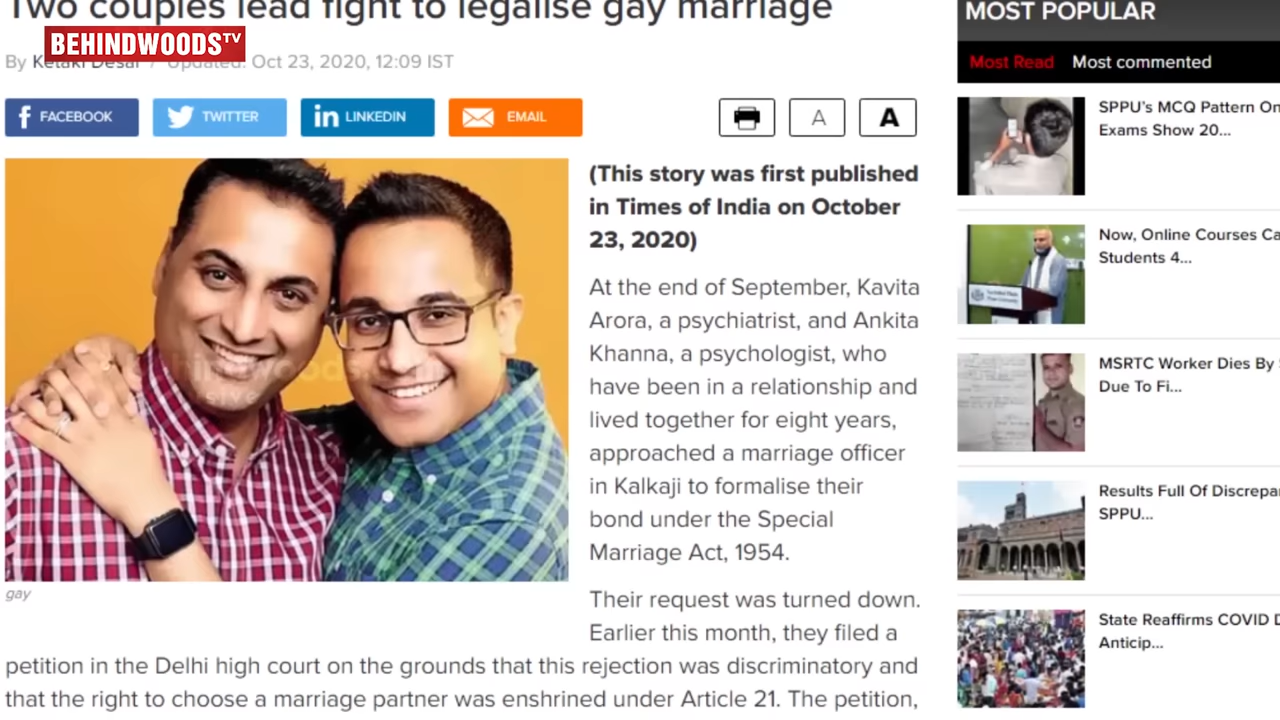 Two couples lead fight to legalise gay marriage
MOST POPULAR
BEHINDWOODS TV
By Ketaki Desai / Updated: Oct 23, 2020, 12:09 IST
Most Read Most commented
FACEBOOK TWITTER in LINKEDIN EMAIL A A
(This story was first published
in Times of India on October
23, 2020)
At the end of September, Kavita
Arora, a psychiatrist, and Ankita
Khanna, a psychologist, who
have been in a relationship and
lived together for eight years,
approached a marriage officer
in Kalkaji to formalise their
bond under the Special
Marriage Act, 1954.
gay
Their request was turned down.
Earlier this month, they filed a
petition in the Delhi high court on the grounds that this rejection was discriminatory and
that the right to choose a marriage partner was enshrined under Article 21. The petition,
SPPU's MCQ Pattern On
Exams Show 20...
Now, Online Courses Ca
Students 4...
MSRTC Worker Dies By S
Due To Fi...
Results Full Of Discrepa
SPPU...
State Reaffirms COVID D
Anticip...